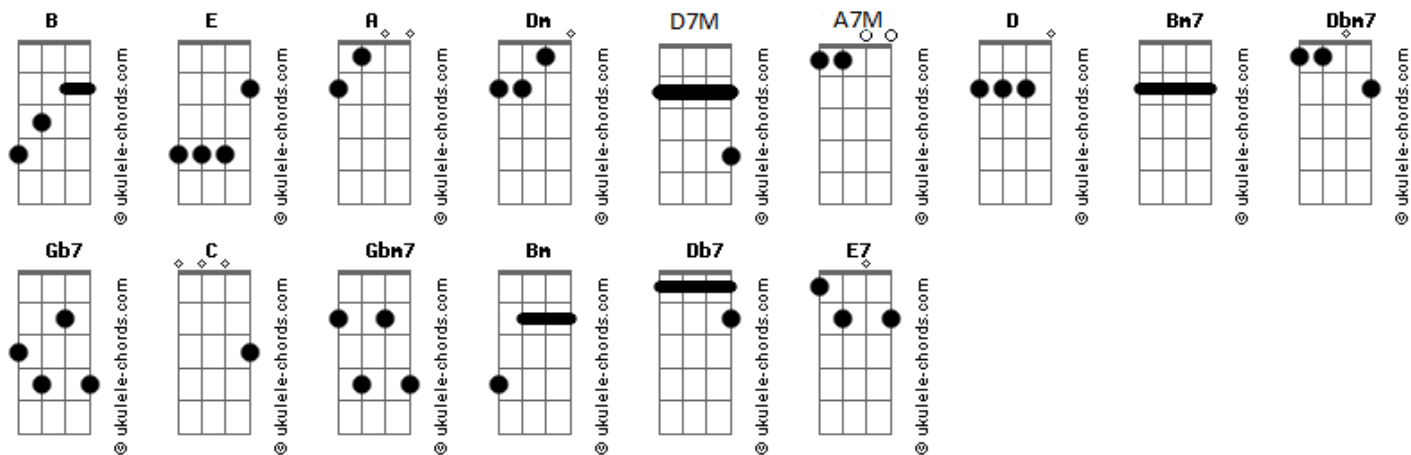 B E A Dm D7M A7M D Bm7 Dbm7
© ukulele-chords.com © ukulele-chords.com © ukulele-chords.com © ukulele-chords.com © ukulele-chords.com © ukulele-chords.com © ukulele-chords.com © ukulele-chords.com © ukulele-chords.com
Gb7 C Gbm7 Bm Db7 E7
© ukulele-chords.com © ukulele-chords.com © ukulele-chords.com © ukulele-chords.com © ukulele-chords.com © ukulele-chords.com